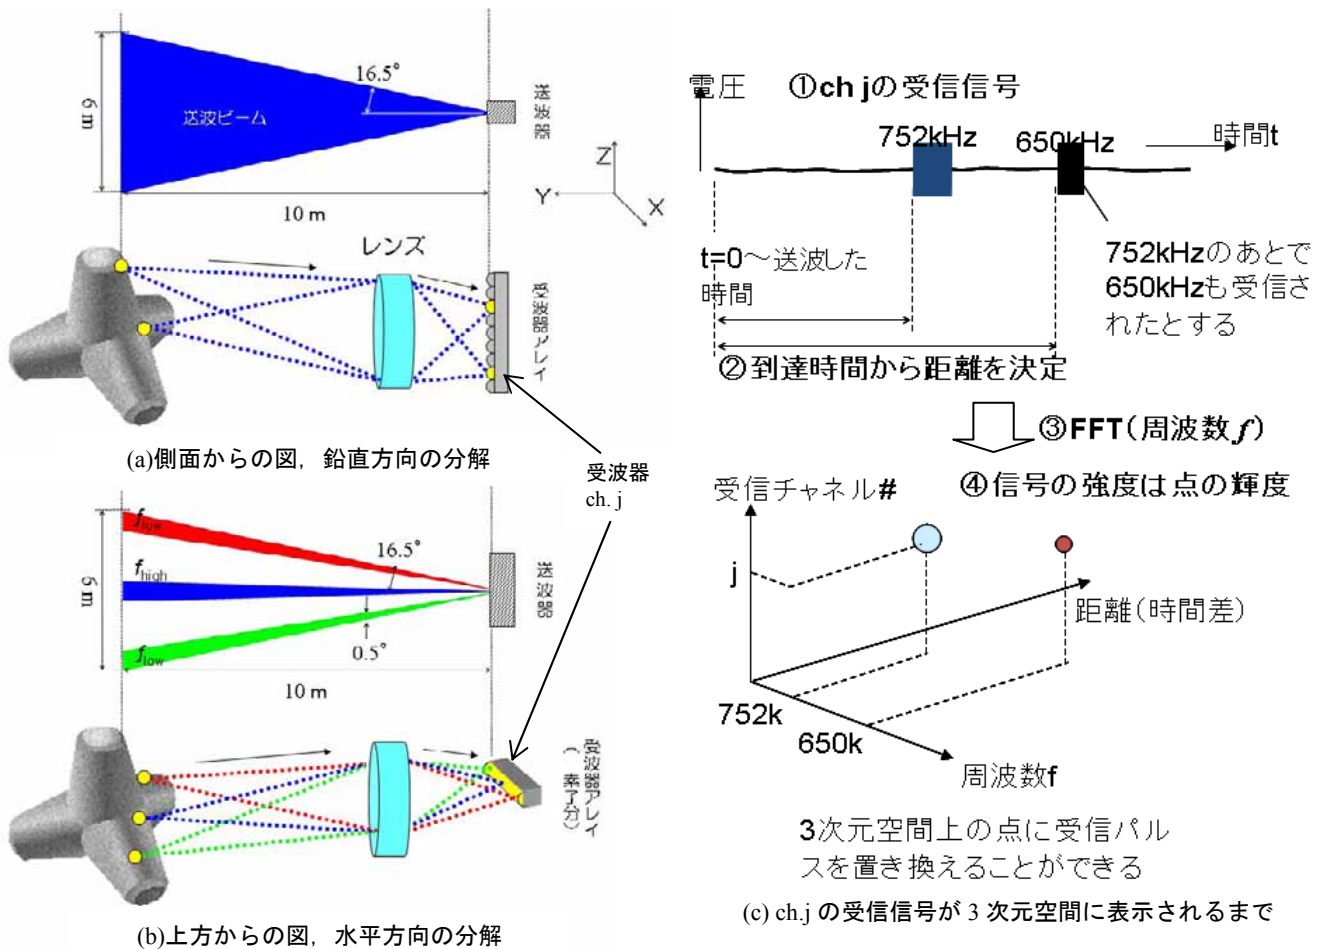 6 m
16.5°
送波ビーム
送波器
10 m
Z
Y
X
レンズ
受波器アレイ
(a)側面からの図，鉛直方向の分解
受波器
ch. j
flow
fhigh
flow
6 m
16.5°
0.5°
送波器
10 m
受波器アレイ
(一素子分)
(b)上方からの図，水平方向の分解
電圧
①ch jの受信信号
752kHz
650kHz
時間t
t=0～送波した
時間
752kHzのあとで
650kHzも受信さ
れたとする
②到達時間から距離を決定
③FFT(周波数f)
④信号の強度は点の輝度
受信チャネル#
j
距離(時間差)
752k
650k
周波数f
3次元空間上の点に受信パル
スを置き換えることができる
(c) ch.j の受信信号が 3 次元空間に表示されるまで